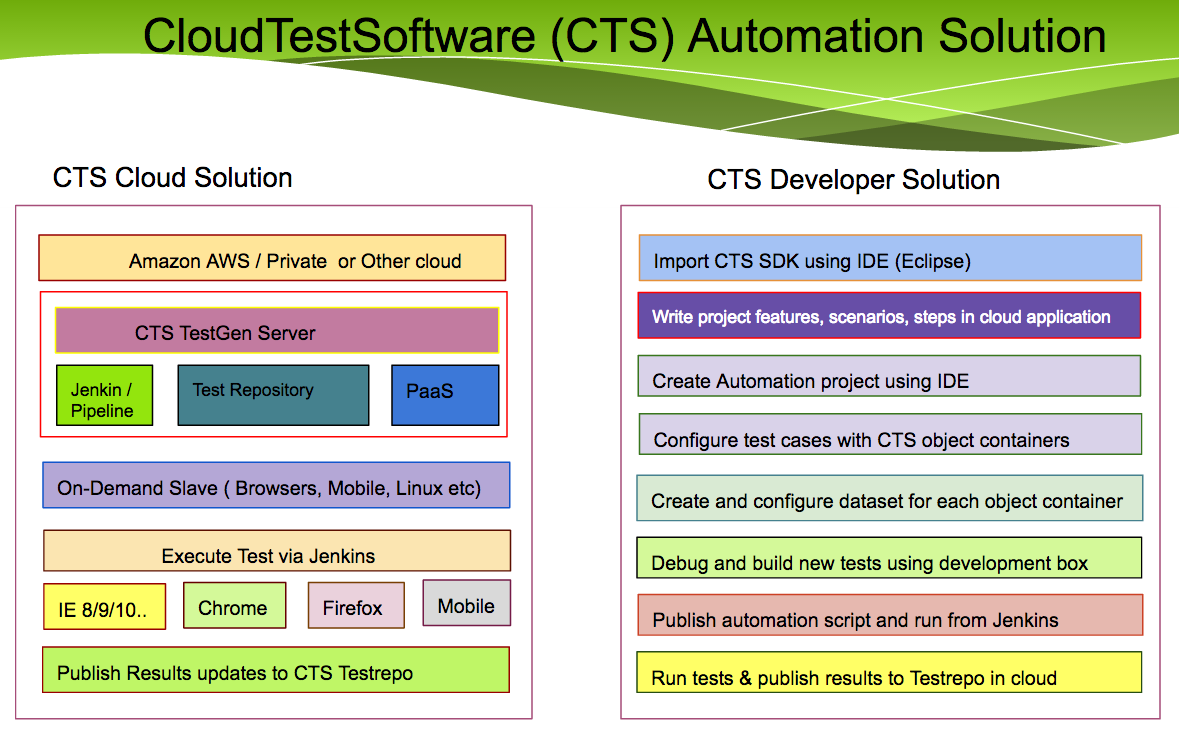 CloudTestSoftware (CTS) Automation Solution
CTS Cloud Solution
Amazon AWS / Private or Other cloud
CTS TestGen Server
Jenkin /
Pipeline
Test Repository
PaaS
On-Demand Slave ( Browsers, Mobile, Linux etc)
Execute Test via Jenkins
IE 8/9/10..
Chrome
Firefox
Mobile
Publish Results updates to CTS Testrepo
CTS Developer Solution
Import CTS SDK using IDE (Eclipse)
Write project features, scenarios, steps in cloud application
Create Automation project using IDE
Configure test cases with CTS object containers
Create and configure dataset for each object container
Debug and build new tests using development box
Publish automation script and run from Jenkins
Run tests & publish results to Testrepo in cloud